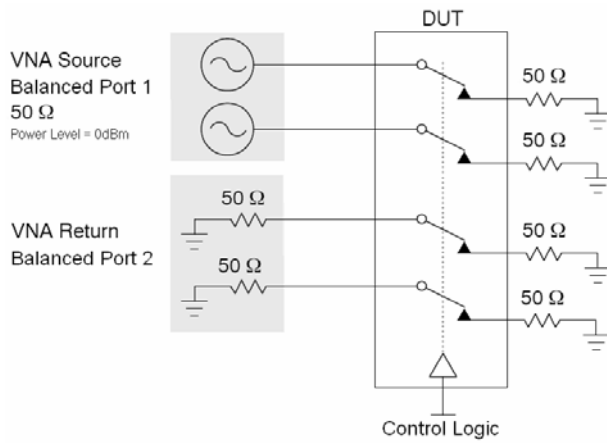 DUT
VNA Source
Balanced Port 1
50 Ω
Power Level = 0dBm
50 Ω
50 Ω
VNA Return
Balanced Port 2
50 Ω
50 Ω
50 Ω
50 Ω
Control Logic